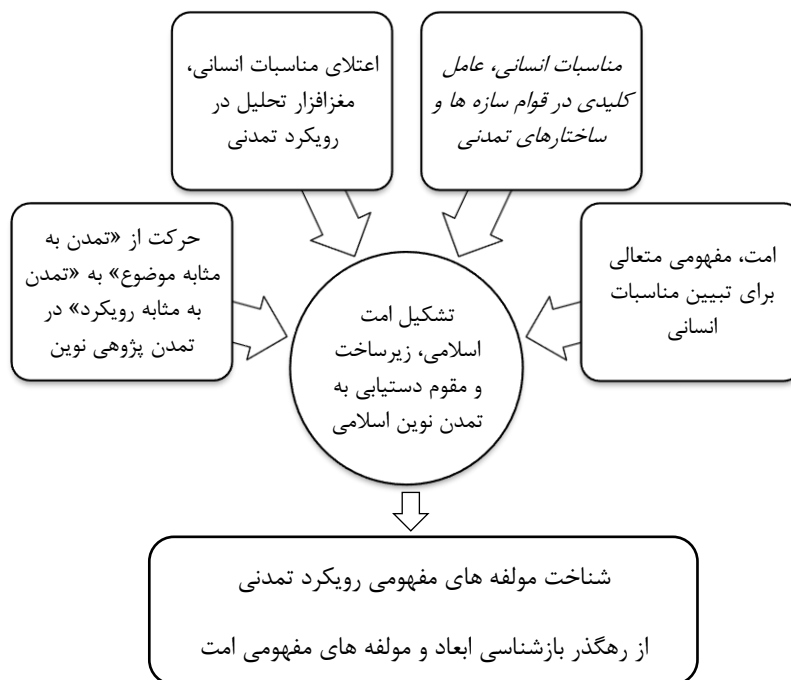 مناسبات انسانی، عامل
کلیدی در قوام سازه ها و
ساختارهای تمدنی
اعتلای مناسبات انسانی،
مغزافزار تحلیل در
رویکرد تمدنی
امت، مفهومی متعالی
برای تبیین مناسبات
انسانی
حرکت از «تمدن به
مثابه موضوع» به «تمدن
به مثابه رویکرد» در
تمدن پژوهی نوین
تشکیل امت
اسلامی، زیرساخت
و مقوم دستیابی به
تمدن نوین اسلامی
شناخت مولفه های مفهومی رویکرد تمدنی
از رهگذر بازشناسی ابعاد و مولفه های مفهومی امت